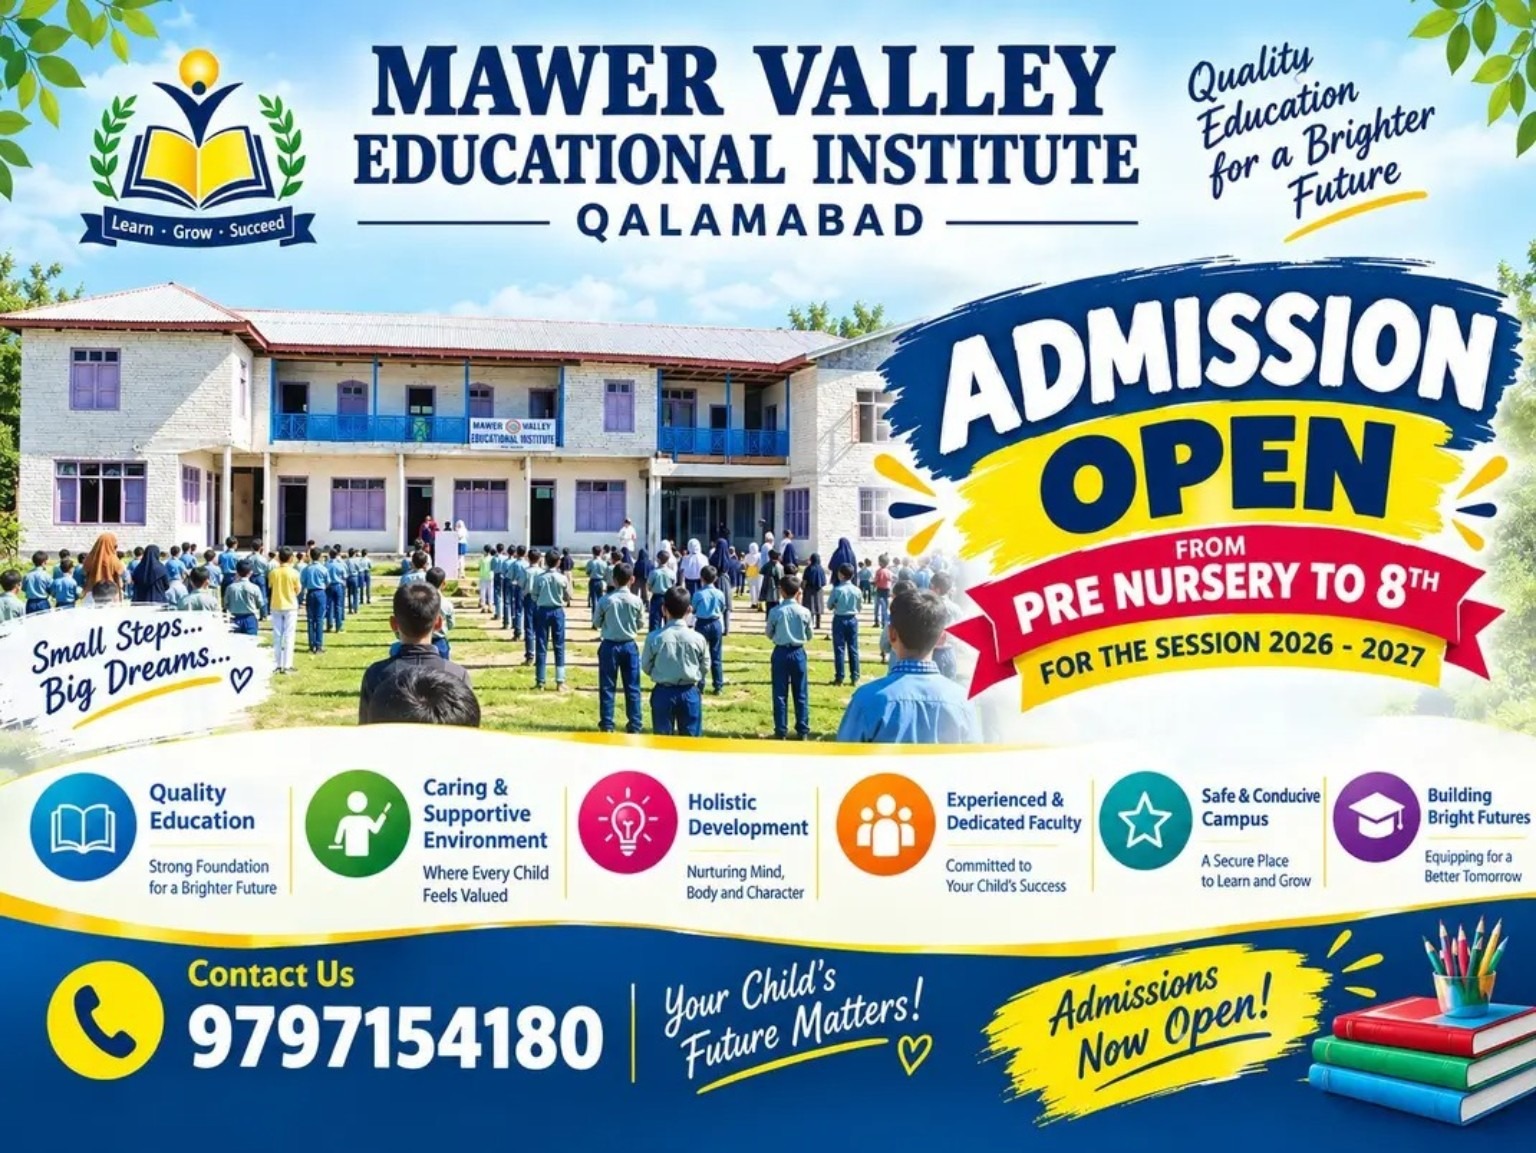 MAWER VALLEY
EDUCATIONAL INSTITUTE
QALAMABAD
Learn · Grow · Succeed
Quality
Education
for a Brighter
Future
MAWER VALLEY
EDUCATIONAL INSTITUTE
ADMISSION
OPEN
FROM
PRE NURSERY TO 8TH
FOR THE SESSION 2026 - 2027
Small Steps...
Big Dreams...
Quality
Education
Strong Foundation
for a Brighter Future
Caring &
Supportive
Environment
Where Every Child
Feels Valued
Holistic
Development
Nurturing Mind,
Body and Character
Experienced &
Dedicated Faculty
Committed to
Your Child's Success
Safe & Conducive
Campus
A Secure Place
to Learn and Grow
Building
Bright Futures
Equipping for a
Better Tomorrow
Contact Us
9797154180
Your Child's
Future Matters!
Admissions
Now Open!